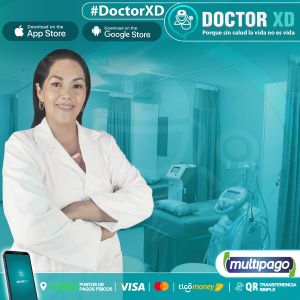 #DoctorXD
Download on the
App Store
Download on the
Google Store
DOCTOR XD
Porque sin salud la vida no es vida
multipago
PUNTOS DE
PAGOS FÍSICOS
VISA
tigo money
QR TRANSFERENCIA
SIMPLE